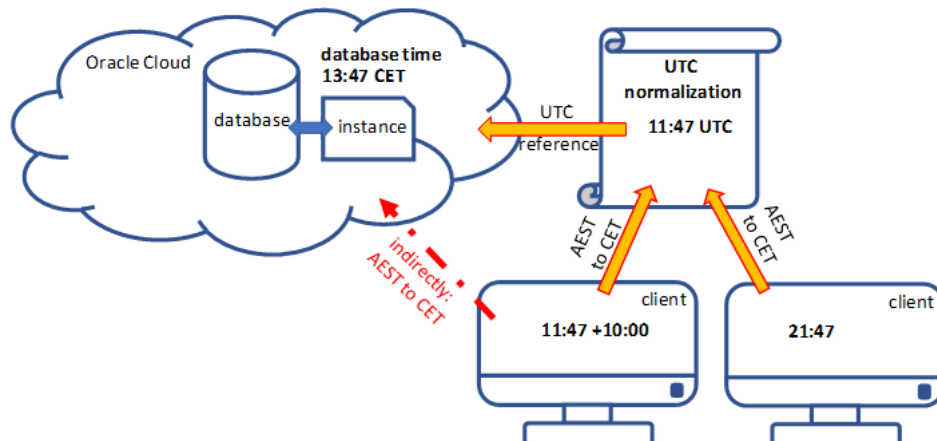 Oracle Cloud
database time
13:47 CET
database
instance
UTC
reference
UTC
normalization
11:47 UTC
AEST
to CET
AEST
to CET
indirectly:
AEST to CET
client
11:47 +10:00
client
21:47